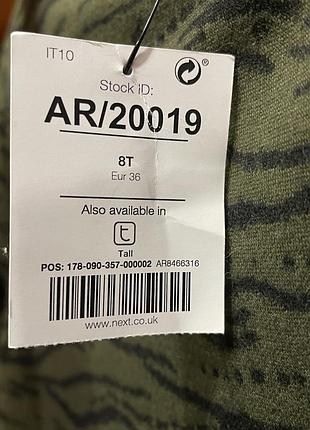 IT10
Stock ID:
AR/20019
8T
Eur 36
Also available in
t
Tall
POS: 178-090-357-000002 AR8466316
www.next.co.uk